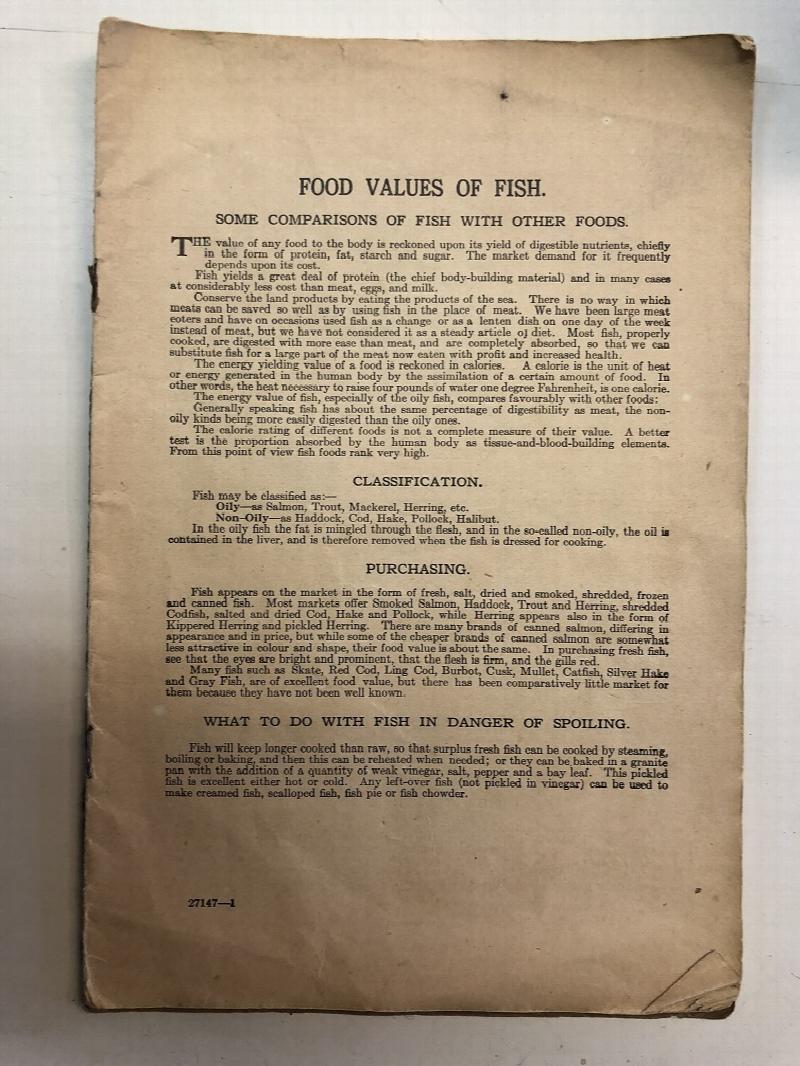 FOOD VALUES OF FISH.
SOME COMPARISONS OF FISH WITH OTHER FOODS.
THE value of any food to the body is reckoned upon its yield of digestible nutrients, chiefly
in the form of protein, fat, starch and sugar. The market demand for it frequently
depends upon its cost.
Fish yields a great deal of protein (the chief body-building material) and in many cases
at considerably less cost than meat, eggs, and milk.
Conserve the land products by eating the products of the sea. There is no way in which
meats can be saved so well as by using fish in the place of meat. We have been large meat
eoters and have on occasions used fish as a change or as a lenten dish on one day of the week
instead of meat, but we have not considered it as a steady article of diet. Most fish, properly
cooked, are digested with more ease than meat, and are completely absorbed, so that we can
substitute fish for a large part of the meat now eaten with profit and increased health.
The energy yielding value of a food is reckoned in calories. A calorie is the unit of heat
or energy generated in the human body by the assimilation of a certain amount of food. In
other words, the heat necessary to raise four pounds of water one degree Fahrenheit, is one calorie.
The energy value of fish, especially of the oily fish, compares favourably with other foods:
Generally speaking fish has about the same percentage of digestibility as meat, the non-
oily kinds being more easily digested than the oily ones.
The calorie rating of different foods is not a complete measure of their value. A better
test is the proportion absorbed by the human body as tissue-and-blood-building elements.
From this point of view fish foods rank very high.
CLASSIFICATION.
Fish may be classified as:—
Oily—as Salmon, Trout, Mackerel, Herring, etc.
Non-Oily—as Haddock, Cod, Hake, Pollock, Halibut.
In the oily fish the fat is mingled through the flesh, and in the so-called non-oily, the oil is
contained in the liver, and is therefore removed when the fish is dressed for cooking.
PURCHASING.
Fish appears on the market in the form of fresh, salt, dried and smoked, shredded, frozen
and canned fish. Most markets offer Smoked Salmon, Haddock, Trout and Herring, shredded
Codfish, salted and dried Cod, Hake and Pollock, while Herring appears also in the form of
Kippered Herring and pickled Herring. There are many brands of canned salmon, differing in
appearance and in price, but while some of the cheaper brands of canned salmon are somewhat
less attractive in colour and shape, their food value is about the same. In purchasing fresh fish,
see that the eyes are bright and prominent, that the flesh is firm, and the gills red.
Many fish such as Skate, Red Cod, Ling Cod, Burbot, Cusk, Mullet, Catfish, Silver Hake
and Gray Fish, are of excellent food value, but there has been comparatively little market for
them because they have not been well known.
WHAT TO DO WITH FISH IN DANGER OF SPOILING.
Fish will keep longer cooked than raw, so that surplus fresh fish can be cooked by steaming,
boiling or baking, and then this can be reheated when needed; or they can be baked in a granite
pan with the addition of a quantity of weak vinegar, salt, pepper and a bay leaf. This pickled
fish is excellent either hot or cold. Any left-over fish (not pickled in vinegar) can be used to
make creamed fish, scalloped fish, fish pie or fish chowder.
27147—1